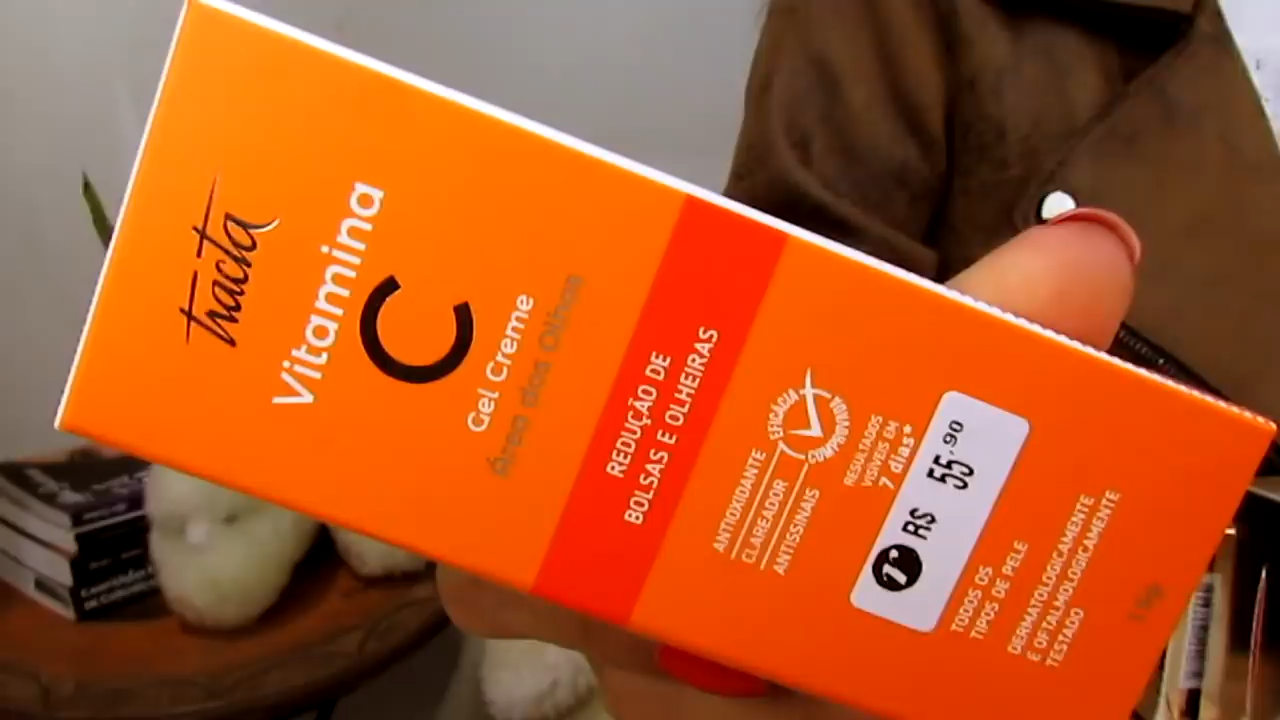 tracta
Vitamina
C
Gel Creme
Área dos Olhos
REDUÇÃO DE
BOLSAS E OLHEIRAS
ANTIOXIDANTE
CLAREADOR
ANTISSINAIS
EFICÁCIA
COMPROVADA
RESULTADOS
VISÍVEIS EM
7 dias*
R$ 55,90
TODOS OS
TIPOS DE PELE
DERMATOLOGICAMENTE
E OFTALMOLOGICAMENTE
TESTADO